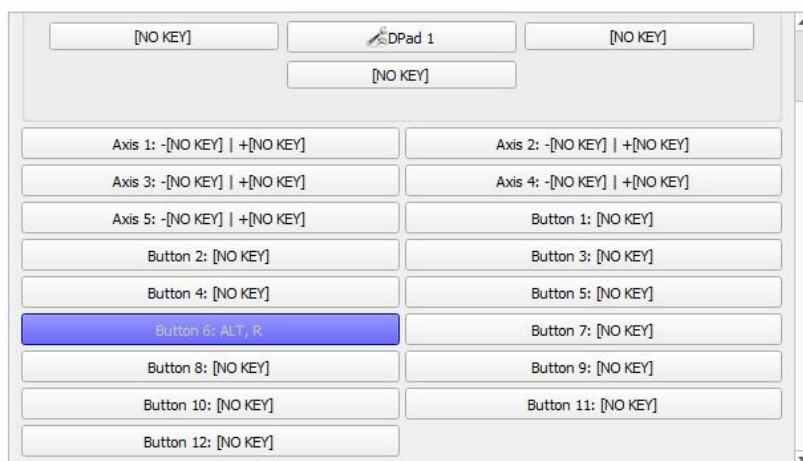 [NO KEY] DPad 1 [NO KEY]
[NO KEY]
Axis 1: -[NO KEY] | +[NO KEY] Axis 2: -[NO KEY] | +[NO KEY]
Axis 3: -[NO KEY] | +[NO KEY] Axis 4: -[NO KEY] | +[NO KEY]
Axis 5: -[NO KEY] | +[NO KEY] Button 1: [NO KEY]
Button 2: [NO KEY] Button 3: [NO KEY]
Button 4: [NO KEY] Button 5: [NO KEY]
Button 6: ALT, R Button 7: [NO KEY]
Button 8: [NO KEY] Button 9: [NO KEY]
Button 10: [NO KEY] Button 11: [NO KEY]
Button 12: [NO KEY]